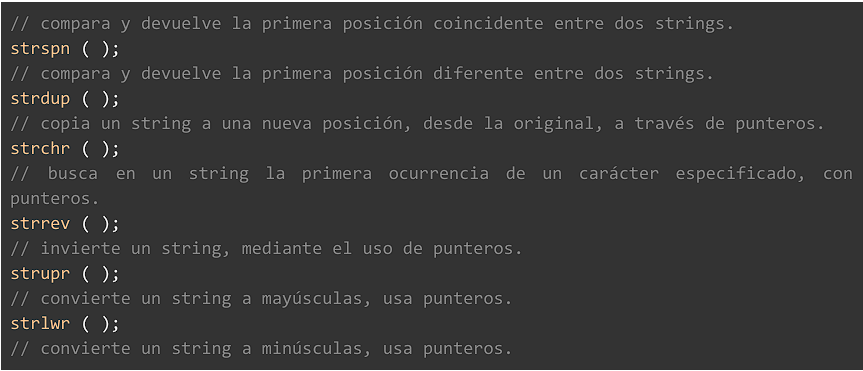 // compara y devuelve la primera posición coincidente entre dos strings.
strspn ( );
// compara y devuelve la primera posición diferente entre dos strings.
strdup ( );
// copia un string a una nueva posición, desde la original, a través de punteros.
strchr ( );
// busca en un string la primera ocurrencia de un carácter especificado, con
punteros.
strrev ( );
// invierte un string, mediante el uso de punteros.
strupr ( );
// convierte un string a mayúsculas, usa punteros.
strlwr ( );
// convierte un string a minúsculas, usa punteros.